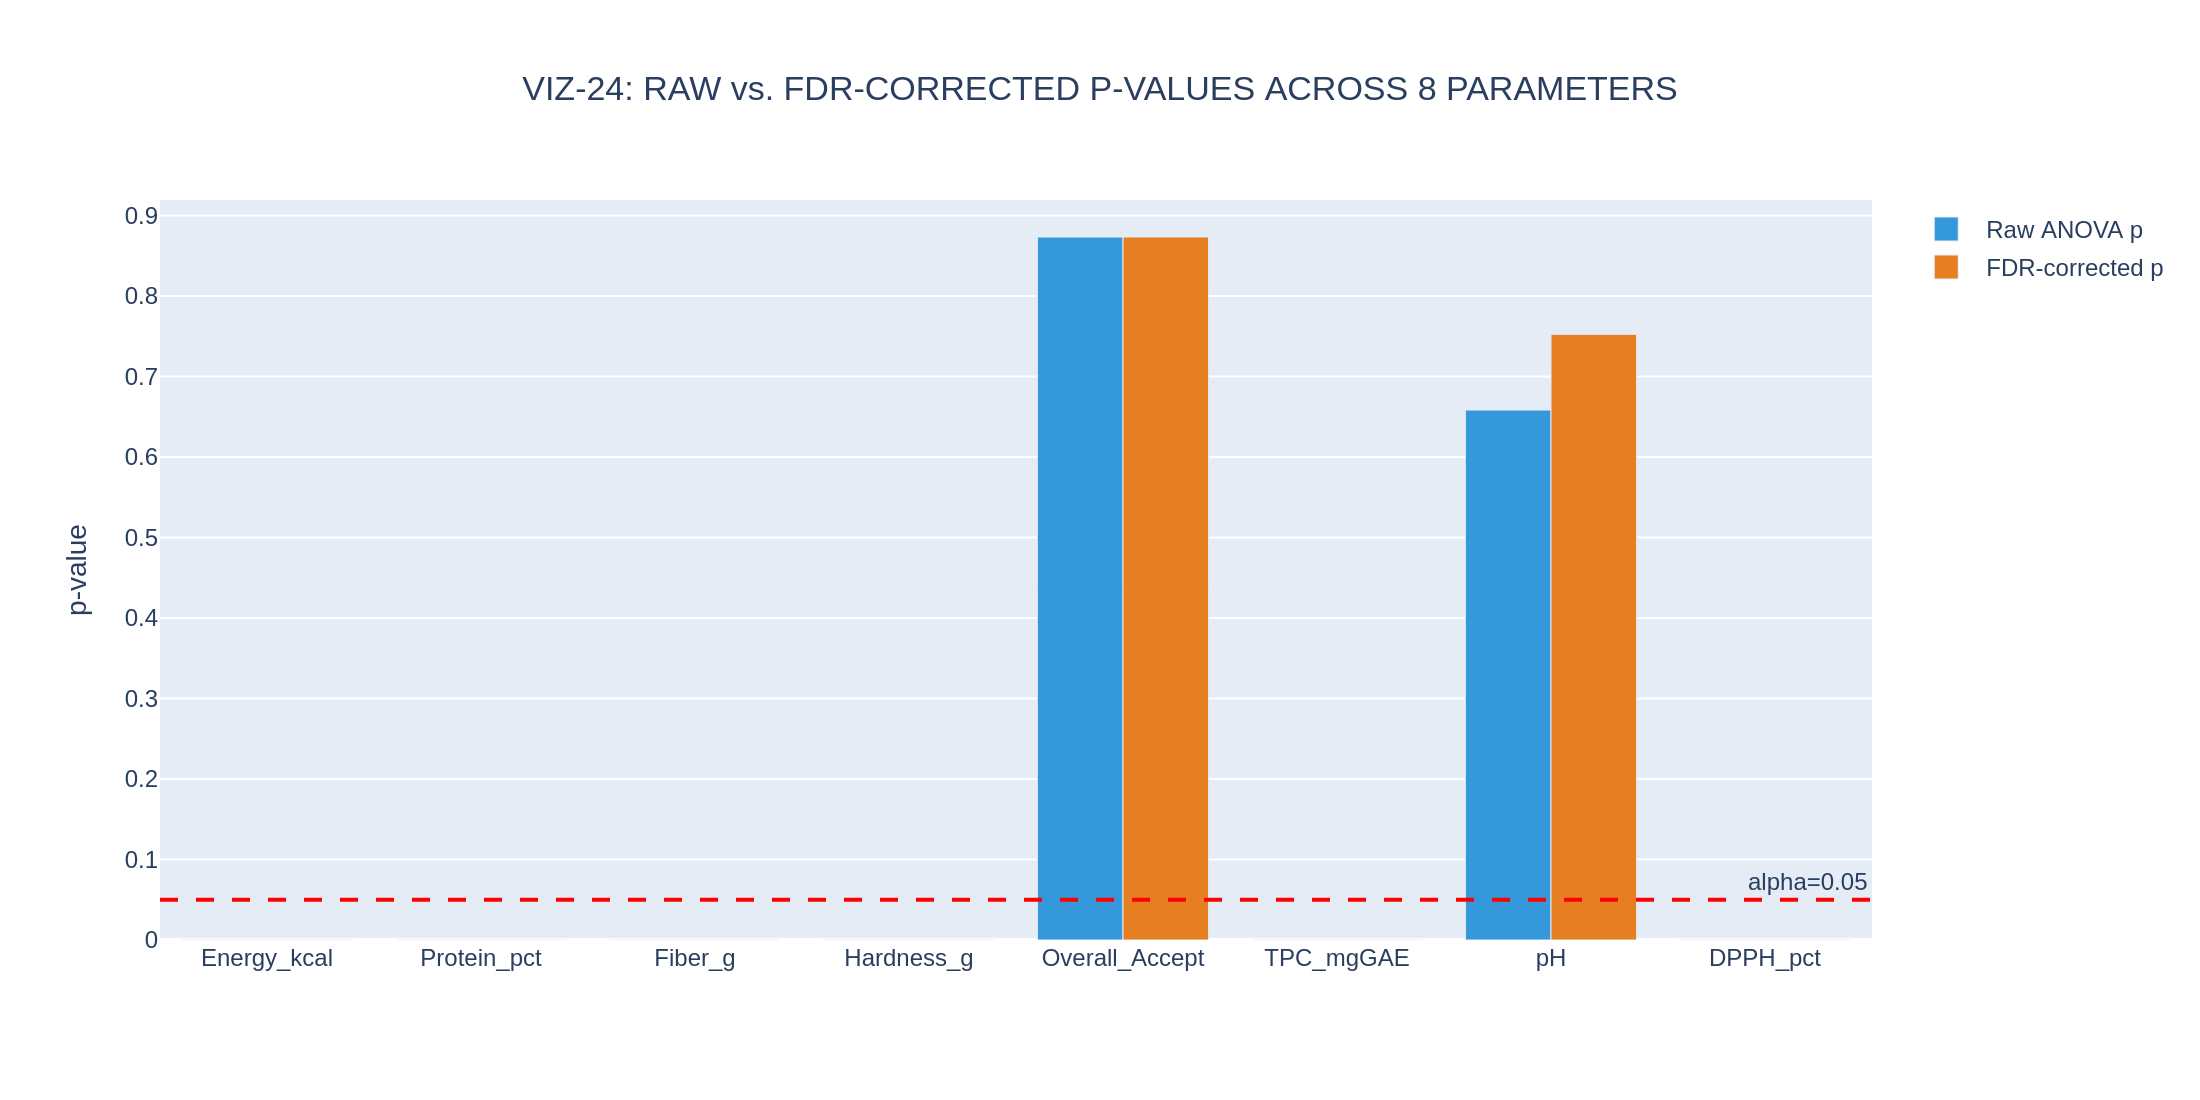 VIZ-24: RAW vs. FDR-CORRECTED P-VALUES ACROSS 8 PARAMETERS
Raw ANOVA p
FDR-corrected p
p-value
0.9
0.8
0.7
0.6
0.5
0.4
0.3
0.2
0.1
0
alpha=0.05
Energy_kcal
Protein_pct
Fiber_g
Hardness_g
Overall_Accept
TPC_mgGAE
pH
DPPH_pct